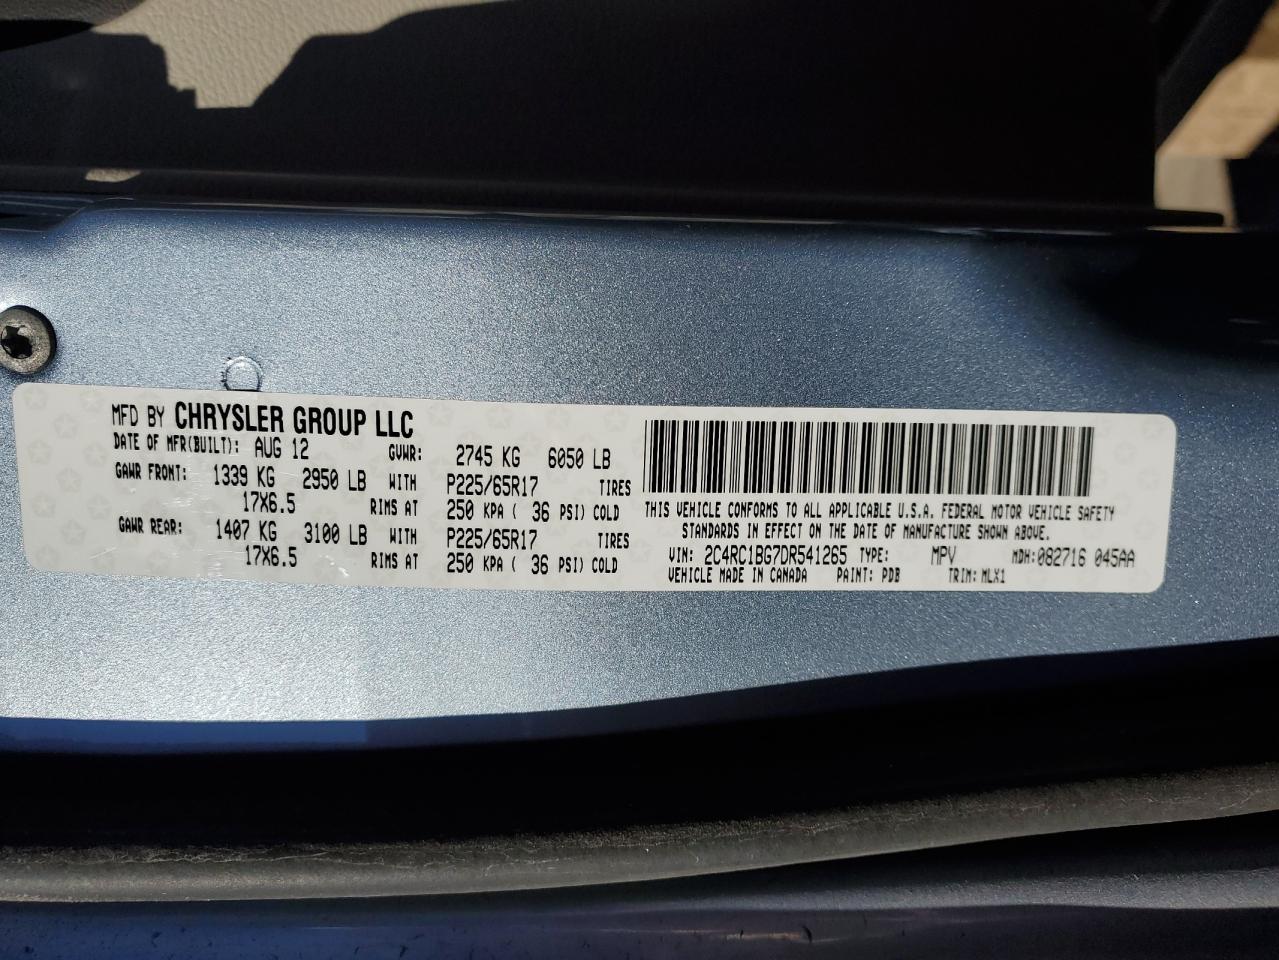 MFD BY CHRYSLER GROUP LLC
DATE OF MFR(BUILT): AUG 12 GVWR: 2745 KG 6050 LB
GAWR FRONT: 1339 KG 2950 LB WITH P225/65R17 TIRES
17X6.5 RIMS AT 250 KPA ( 36 PSI) COLD
GAWR REAR: 1407 KG 3100 LB WITH P225/65R17 TIRES
17X6.5 RIMS AT 250 KPA ( 36 PSI) COLD
THIS VEHICLE CONFORMS TO ALL APPLICABLE U.S.A. FEDERAL MOTOR VEHICLE SAFETY
STANDARDS IN EFFECT ON THE DATE OF MANUFACTURE SHOWN ABOVE.
VIN: 2C4RC1BG7DR541265 TYPE: MPV MDH:082716 045AA
VEHICLE MADE IN CANADA PAINT: PDB TRIM: MLX1